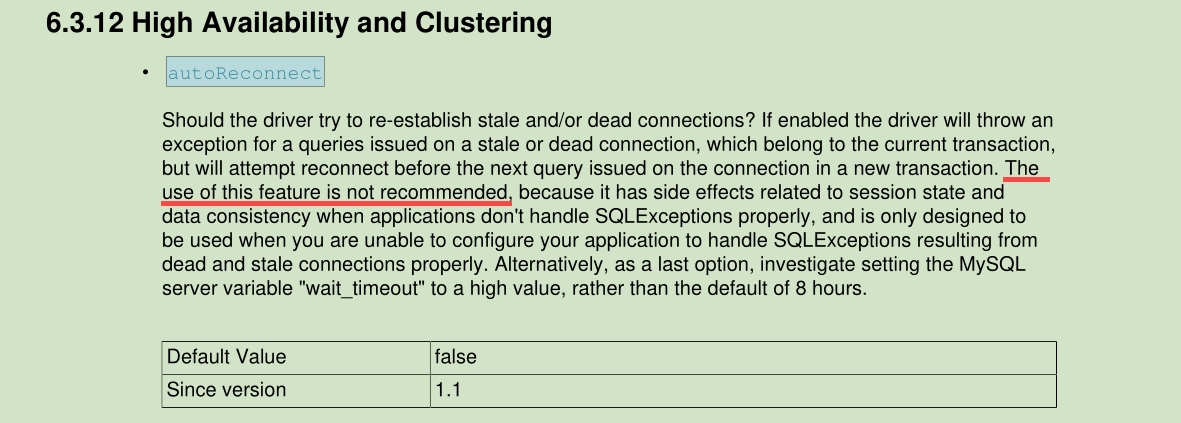 6.3.12 High Availability and Clustering
• autoReconnect
Should the driver try to re-establish stale and/or dead connections? If enabled the driver will throw an
exception for a queries issued on a stale or dead connection, which belong to the current transaction,
but will attempt reconnect before the next query issued on the connection in a new transaction. The
use of this feature is not recommended, because it has side effects related to session state and
data consistency when applications don't handle SQLExceptions properly, and is only designed to
be used when you are unable to configure your application to handle SQLExceptions resulting from
dead and stale connections properly. Alternatively, as a last option, investigate setting the MySQL
server variable "wait_timeout" to a high value, rather than the default of 8 hours.
Default Value false
Since version 1.1